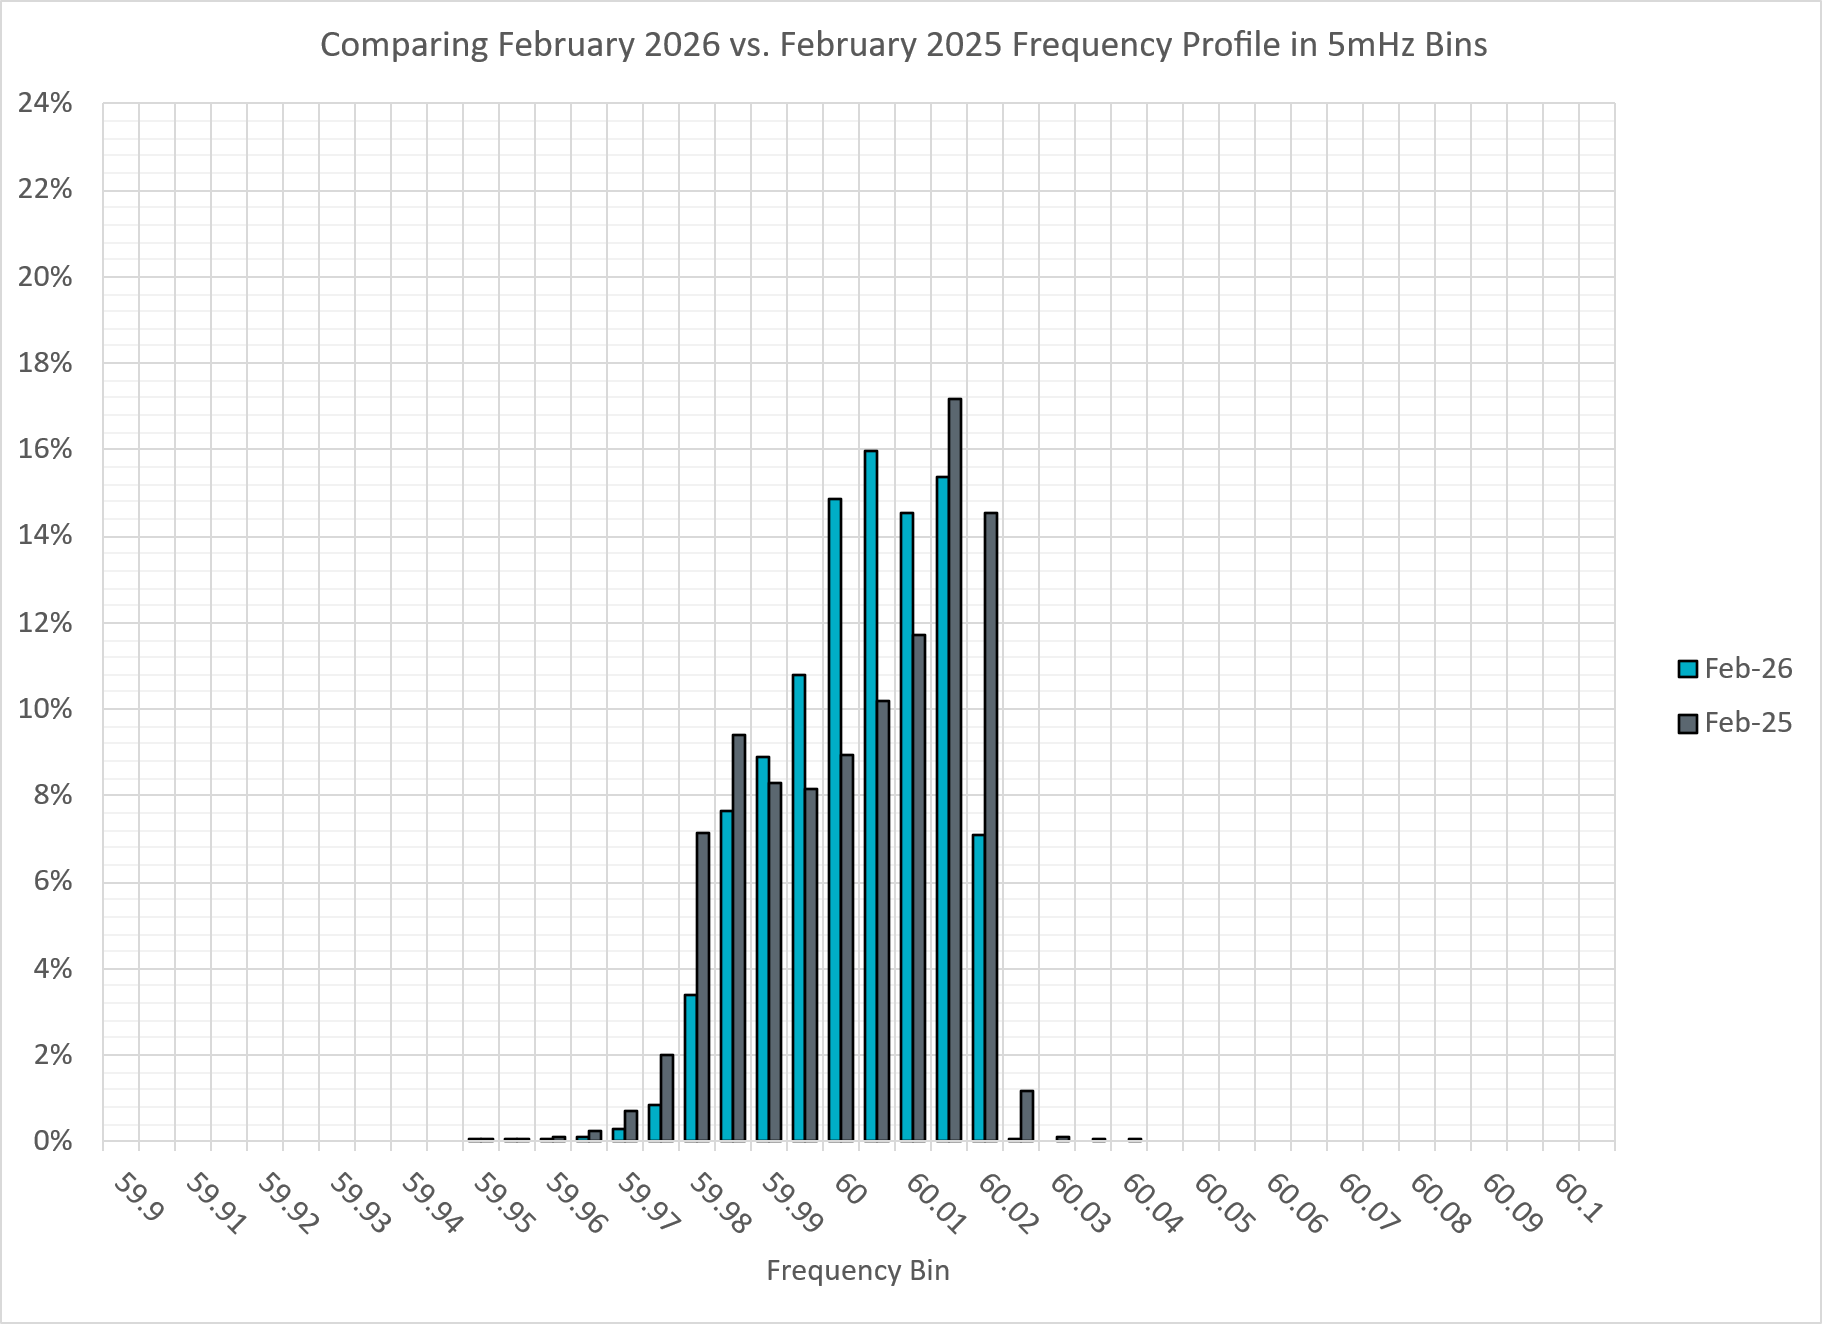 Comparing February 2026 vs. February 2025 Frequency Profile in 5mHz Bins
24%
22%
20%
18%
16%
14%
12%
10%
8%
6%
4%
2%
0%
Feb-26
Feb-25
59.9 59.91 59.92 59.93 59.94 59.95 59.96 59.97 59.98 59.99 60 60.01 60.02 60.03 60.04 60.05 60.06 60.07 60.08 60.09 60.1
Frequency Bin